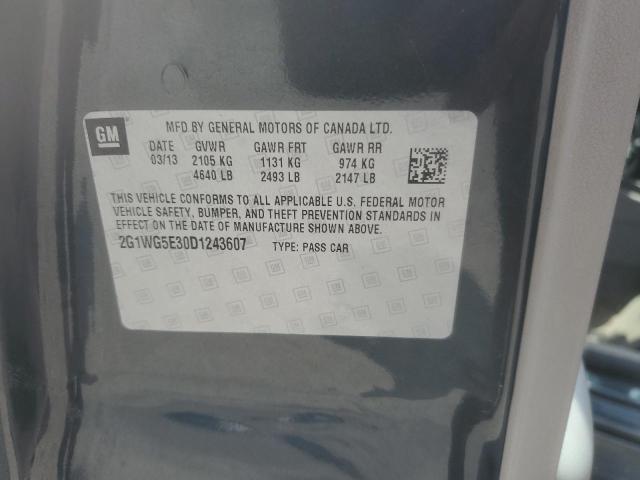 GM
MFD BY GENERAL MOTORS OF CANADA LTD.
DATE GVWR GAWR FRT GAWR RR
03/13 2105 KG 1131 KG 974 KG
4640 LB 2493 LB 2147 LB
THIS VEHICLE CONFORMS TO ALL APPLICABLE U.S. FEDERAL MOTOR
VEHICLE SAFETY, BUMPER, AND THEFT PREVENTION STANDARDS IN
EFFECT ON THE DATE OF MANUFACTURE SHOWN ABOVE.
2G1WG5E30D1243607 TYPE: PASS CAR